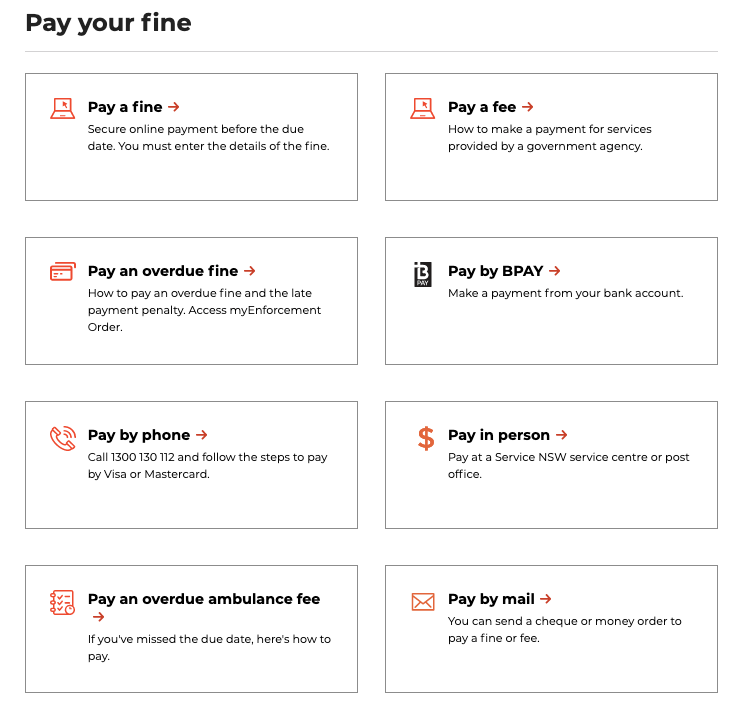 Pay your fine
Pay a fine →
Secure online payment before the due
date. You must enter the details of the fine.
Pay a fee →
How to make a payment for services
provided by a government agency.
Pay an overdue fine →
How to pay an overdue fine and the late
payment penalty. Access myEnforcement
Order.
B
PAY
Pay by BPAY →
Make a payment from your bank account.
Pay by phone →
Call 1300 130 112 and follow the steps to pay
by Visa or Mastercard.
$
Pay in person →
Pay at a Service NSW service centre or post
office.
Pay an overdue ambulance fee
→
If you've missed the due date, here's how to
pay.
Pay by mail →
You can send a cheque or money order to
pay a fine or fee.